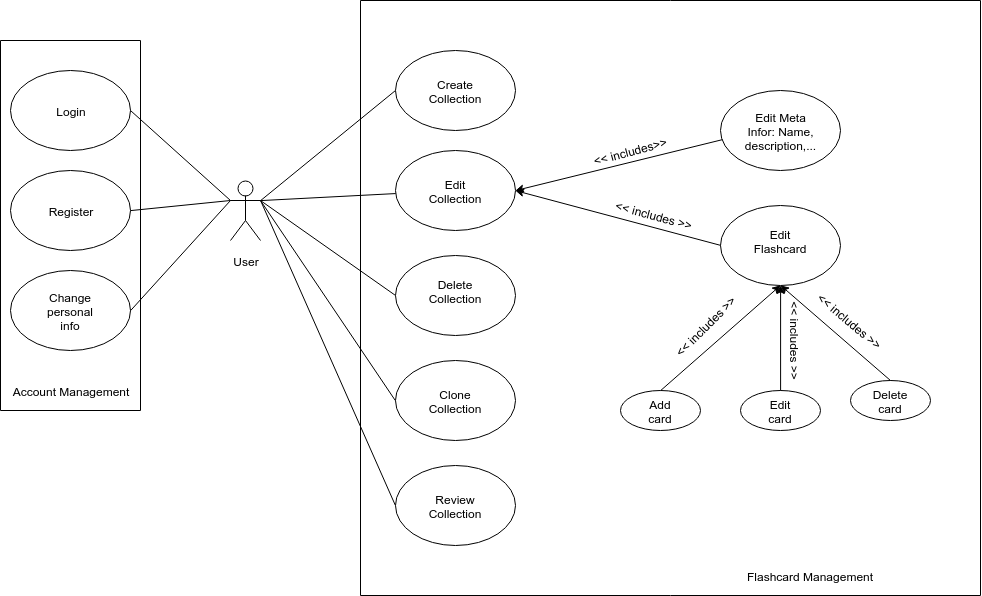 Login
Register
Change
personal
info
Account Management
User
Create
Collection
Edit
Collection
Delete
Collection
Clone
Collection
Review
Collection
<< includes>>
<< includes >>
Edit Meta
Infor: Name,
description,...
Edit
Flashcard
<< includes >>
<< includes >>
<< includes >>
Add
card
Edit
card
Delete
card
Flashcard Management